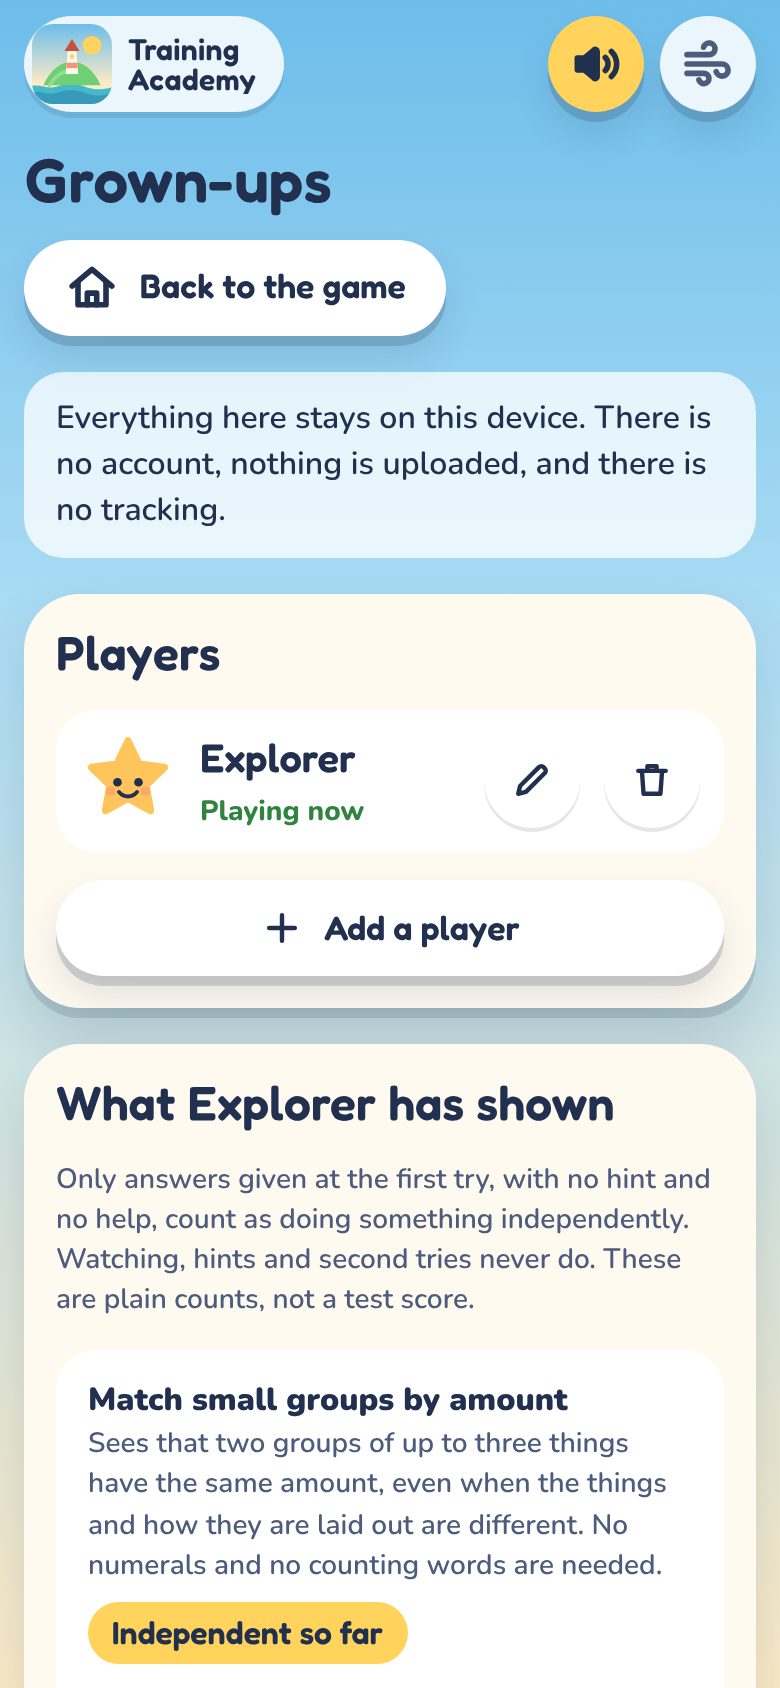 Training
Academy
Grown-ups
Back to the game
Everything here stays on this device. There is
no account, nothing is uploaded, and there is
no tracking.
Players
Explorer
Playing now
Add a player
What Explorer has shown
Only answers given at the first try, with no hint and
no help, count as doing something independently.
Watching, hints and second tries never do. These
are plain counts, not a test score.
Match small groups by amount
Sees that two groups of up to three things
have the same amount, even when the things
and how they are laid out are different. No
numerals and no counting words are needed.
Independent so far